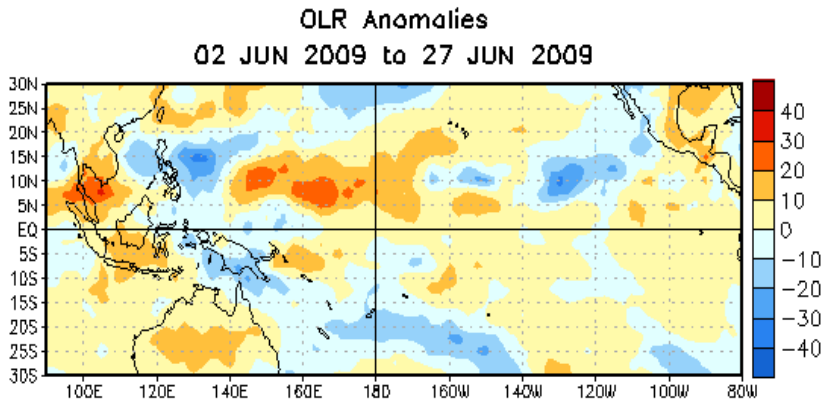 OLR Anomalies
02 JUN 2009 to 27 JUN 2009
30N
25N
20N
15N
10N
5N
EQ
5S
10S
15S
20S
25S
30S
100E 120E 140E 160E 180 160W 140W 120W 100W 80W
40
30
20
10
0
-10
-20
-30
-40